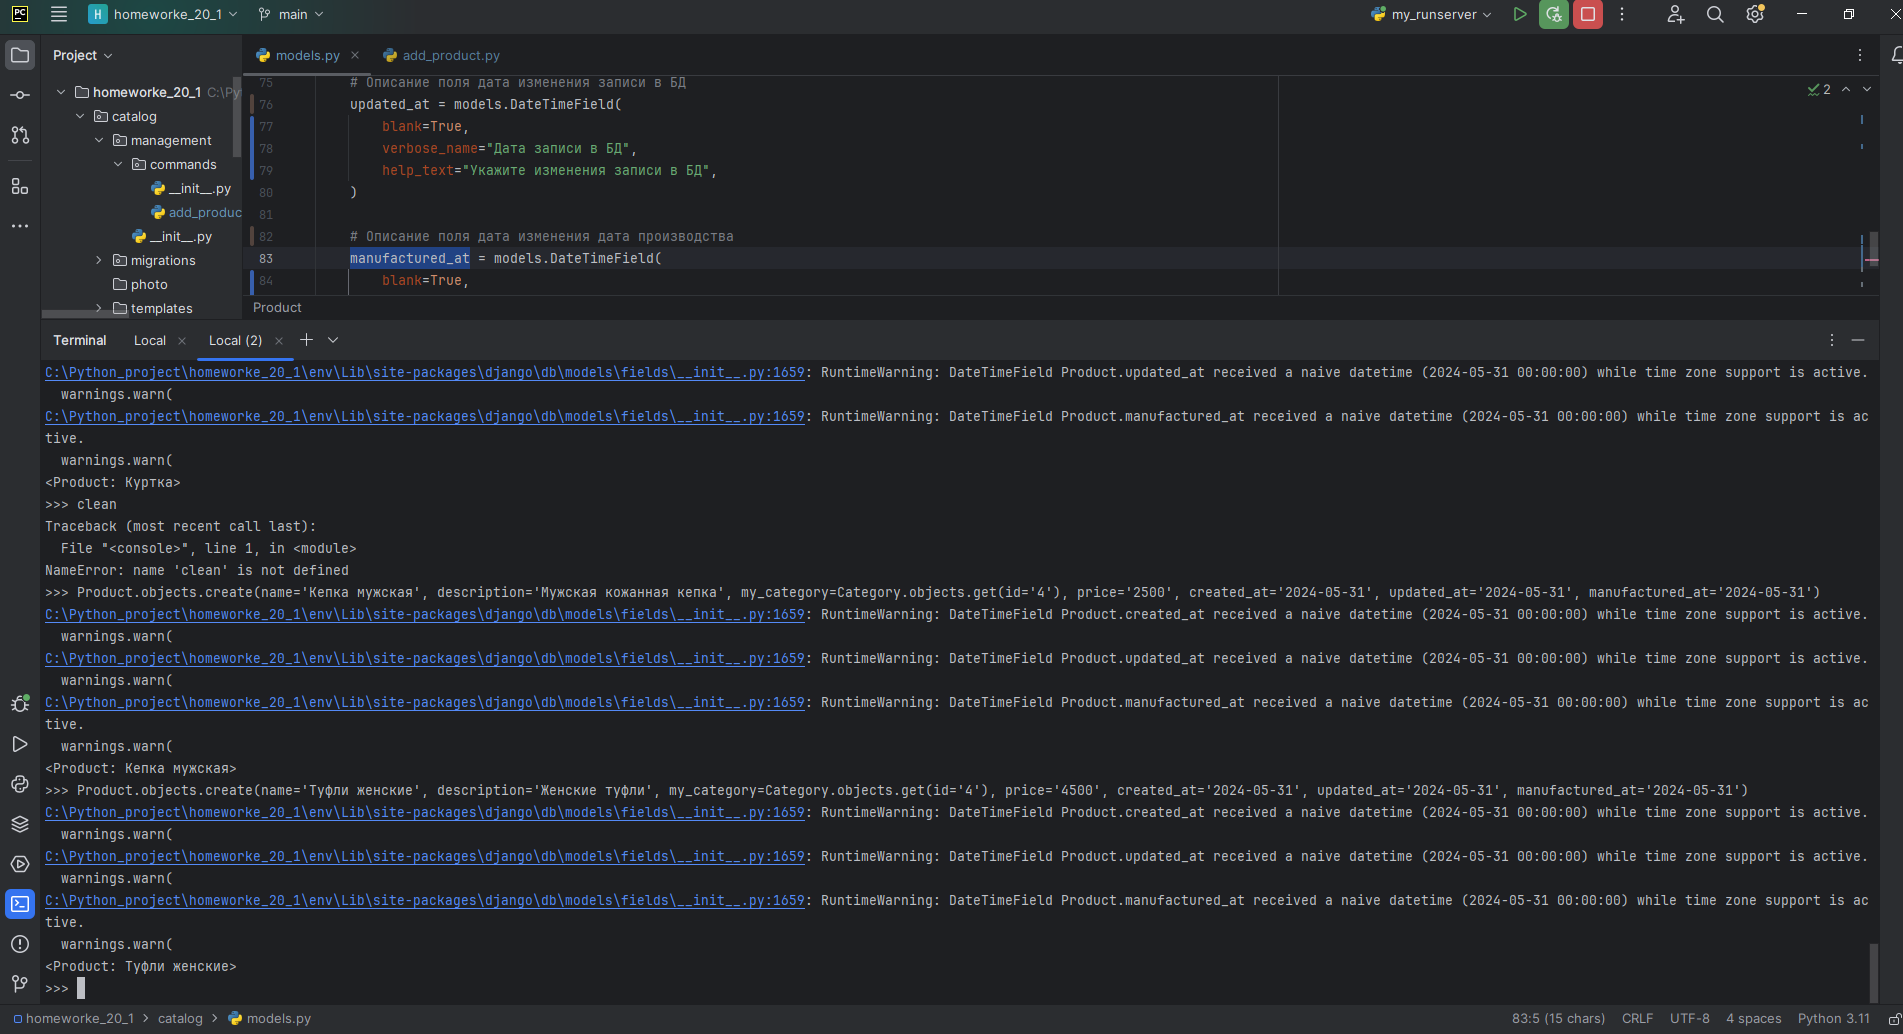 PC
H homeworke_20_1 main my_runserver
Project
models.py add_product.py
homeworke_20_1 C:\Py
catalog
management
commands
__init__.py
add_produc
__init__.py
migrations
photo
templates
75 # Описание поля дата изменения записи в БД
76 updated_at = models.DateTimeField(
77 blank=True,
78 verbose_name="Дата записи в БД",
79 help_text="Укажите изменения записи в БД",
80 )
81
82 # Описание поля дата изменения дата производства
83 manufactured_at = models.DateTimeField(
84 blank=True,
2
Product
Terminal Local Local (2)
C:\Python_project\homeworke_20_1\env\Lib\site-packages\django\db\models\fields\__init__.py:1659: RuntimeWarning: DateTimeField Product.updated_at received a naive datetime (2024-05-31 00:00:00) while time zone support is active.
warnings.warn(
C:\Python_project\homeworke_20_1\env\Lib\site-packages\django\db\models\fields\__init__.py:1659: RuntimeWarning: DateTimeField Product.manufactured_at received a naive datetime (2024-05-31 00:00:00) while time zone support is ac
tive.
warnings.warn(
<Product: Куртка>
>>> clean
Traceback (most recent call last):
File "<console>", line 1, in <module>
NameError: name 'clean' is not defined
>>> Product.objects.create(name='Кепка мужская', description='Мужская кожанная кепка', my_category=Category.objects.get(id='4'), price='2500', created_at='2024-05-31', updated_at='2024-05-31', manufactured_at='2024-05-31')
C:\Python_project\homeworke_20_1\env\Lib\site-packages\django\db\models\fields\__init__.py:1659: RuntimeWarning: DateTimeField Product.created_at received a naive datetime (2024-05-31 00:00:00) while time zone support is active.
warnings.warn(
C:\Python_project\homeworke_20_1\env\Lib\site-packages\django\db\models\fields\__init__.py:1659: RuntimeWarning: DateTimeField Product.updated_at received a naive datetime (2024-05-31 00:00:00) while time zone support is active.
warnings.warn(
C:\Python_project\homeworke_20_1\env\Lib\site-packages\django\db\models\fields\__init__.py:1659: RuntimeWarning: DateTimeField Product.manufactured_at received a naive datetime (2024-05-31 00:00:00) while time zone support is ac
tive.
warnings.warn(
<Product: Кепка мужская>
>>> Product.objects.create(name='Туфли женские', description='Женские туфли', my_category=Category.objects.get(id='4'), price='4500', created_at='2024-05-31', updated_at='2024-05-31', manufactured_at='2024-05-31')
C:\Python_project\homeworke_20_1\env\Lib\site-packages\django\db\models\fields\__init__.py:1659: RuntimeWarning: DateTimeField Product.created_at received a naive datetime (2024-05-31 00:00:00) while time zone support is active.
warnings.warn(
C:\Python_project\homeworke_20_1\env\Lib\site-packages\django\db\models\fields\__init__.py:1659: RuntimeWarning: DateTimeField Product.updated_at received a naive datetime (2024-05-31 00:00:00) while time zone support is active.
warnings.warn(
C:\Python_project\homeworke_20_1\env\Lib\site-packages\django\db\models\fields\__init__.py:1659: RuntimeWarning: DateTimeField Product.manufactured_at received a naive datetime (2024-05-31 00:00:00) while time zone support is ac
tive.
warnings.warn(
<Product: Туфли женские>
>>>
homeworke_20_1 > catalog > models.py 83:5 (15 chars) CRLF UTF-8 4 spaces Python 3.11